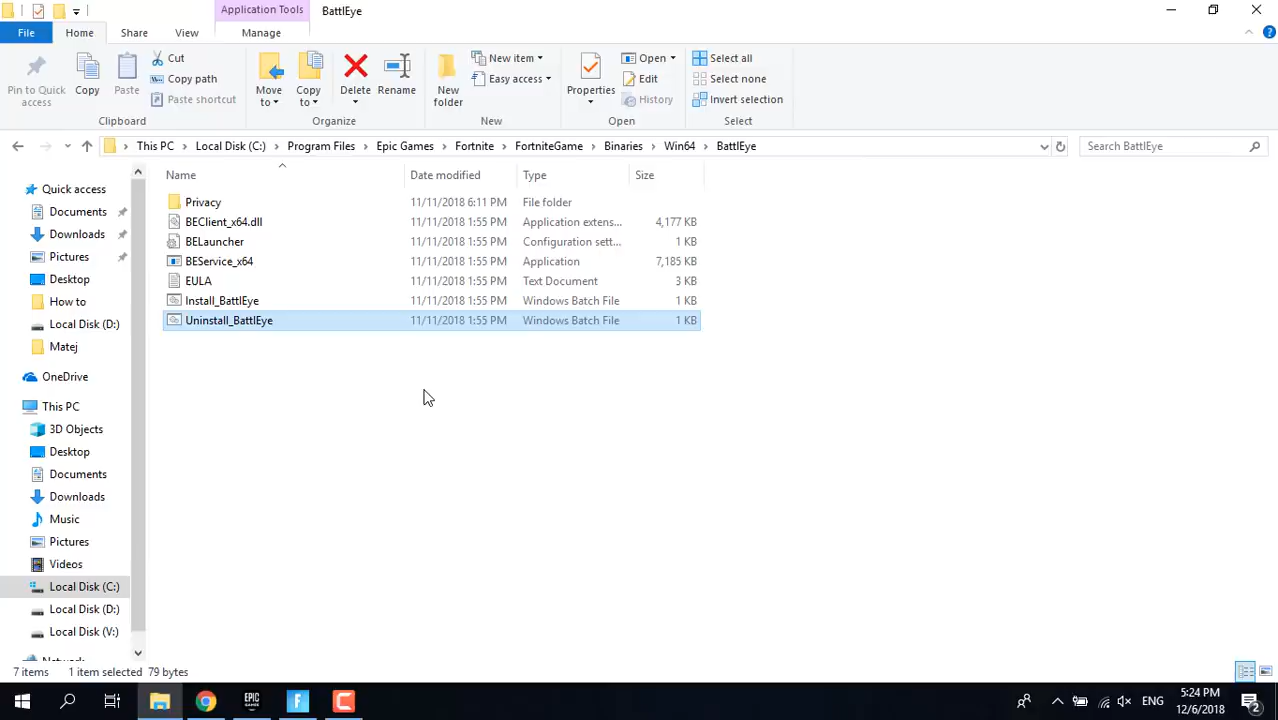 Application Tools
BattlEye
File
Home
Share
View
Manage
Pin to Quick access
Copy
Paste
Cut
Copy path
Paste shortcut
Clipboard
Move to
Copy to
Delete
Rename
Organize
New folder
New item
Easy access
New
Properties
Open
Edit
History
Open
Select all
Select none
Invert selection
Select
This PC > Local Disk (C:) > Program Files > Epic Games > Fortnite > FortniteGame > Binaries > Win64 > BattlEye
Search BattlEye
Name Date modified Type Size
Privacy 11/11/2018 6:11 PM File folder
BEClient_x64.dll 11/11/2018 1:55 PM Application extens... 4,177 KB
BELauncher 11/11/2018 1:55 PM Configuration sett... 1 KB
BEService_x64 11/11/2018 1:55 PM Application 7,185 KB
EULA 11/11/2018 1:55 PM Text Document 3 KB
Install_BattlEye 11/11/2018 1:55 PM Windows Batch File 1 KB
Uninstall_BattlEye 11/11/2018 1:55 PM Windows Batch File 1 KB
Quick access
Documents
Downloads
Pictures
Desktop
How to
Local Disk (D:)
Matej
OneDrive
This PC
3D Objects
Desktop
Documents
Downloads
Music
Pictures
Videos
Local Disk (C:)
Local Disk (D:)
Local Disk (V:)
Network
7 items 1 item selected 79 bytes
EPIC GAMES
F
ENG
5:24 PM
12/6/2018
2